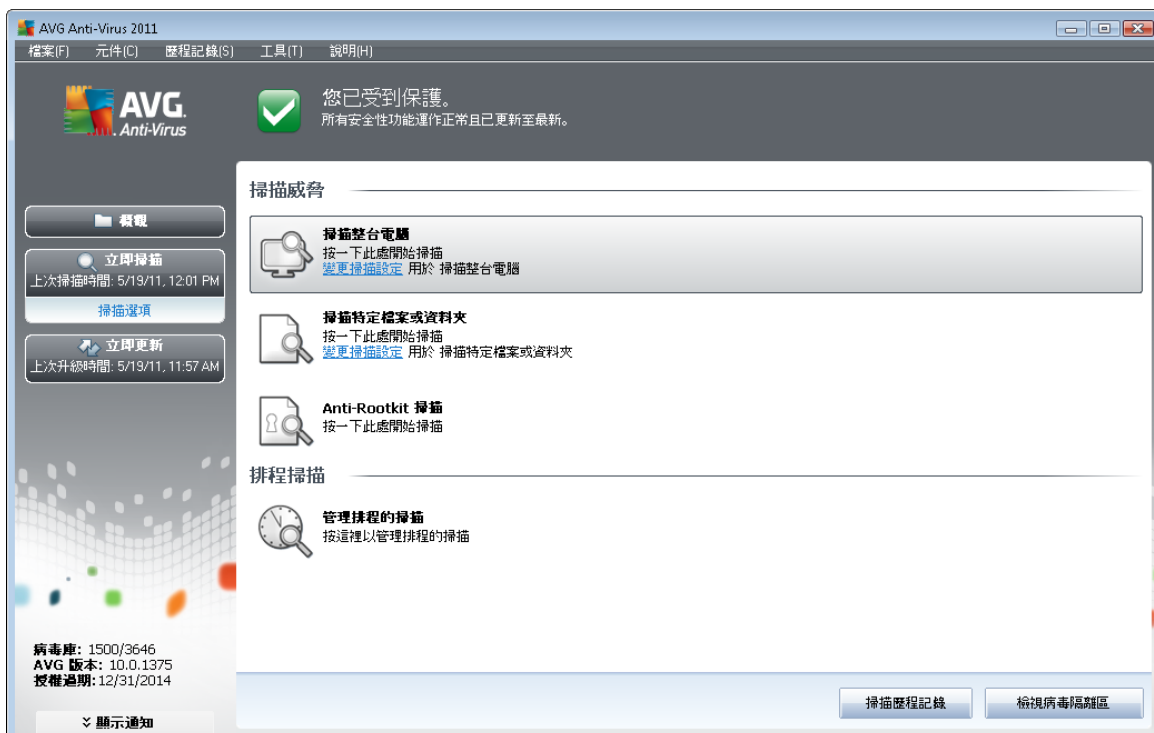 AVG Anti-Virus 2011
檔案(F) 元件(C) 歷程記錄(S) 工具(T) 說明(H)
AVG.
Anti-Virus
您已受到保護。
所有安全性功能運作正常且已更新至最新。
概觀
立即掃描
上次掃描時間: 5/19/11, 12:01 PM
掃描選項
立即更新
上次升級時間: 5/19/11, 11:57 AM
掃描威脅
掃描整台電腦
按一下此處開始掃描
變更掃描設定 用於 掃描整台電腦
掃描特定檔案或資料夾
按一下此處開始掃描
變更掃描設定 用於 掃描特定檔案或資料夾
Anti-Rootkit 掃描
按一下此處開始掃描
排程掃描
管理排程的掃描
按這裡以管理排程的掃描
病毒庫: 1500/3646
AVG 版本: 10.0.1375
授權過期: 12/31/2014
顯示通知
掃描歷程記錄
檢視病毒隔離區